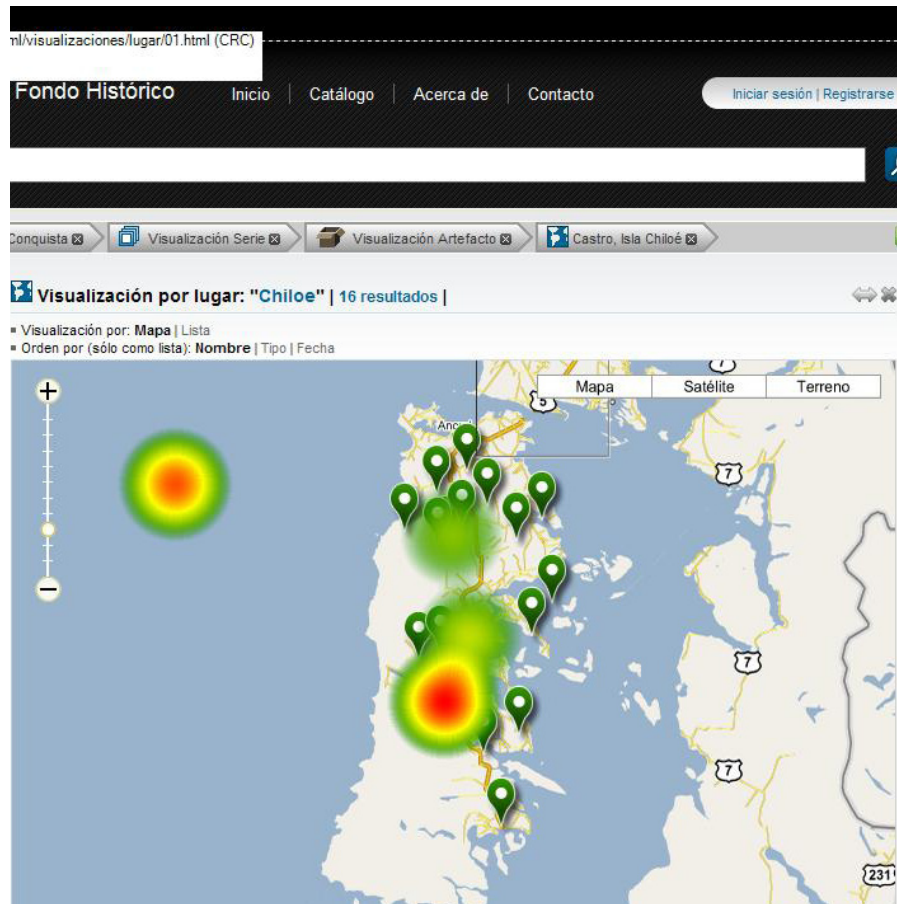 ml/visualizaciones/lugar/01.html (CRC)
Fondo Histórico Inicio | Catálogo | Acerca de | Contacto
Iniciar sesión | Registrarse
Conquista Visualización Serie Visualización Artefacto Castro, Isla Chiloé
Visualización por lugar: "Chiloe" | 16 resultados |
Visualización por: Mapa | Lista
Orden por (sólo como lista): Nombre | Tipo | Fecha
Mapa Satélite Terreno
7
5
7
7
7
231